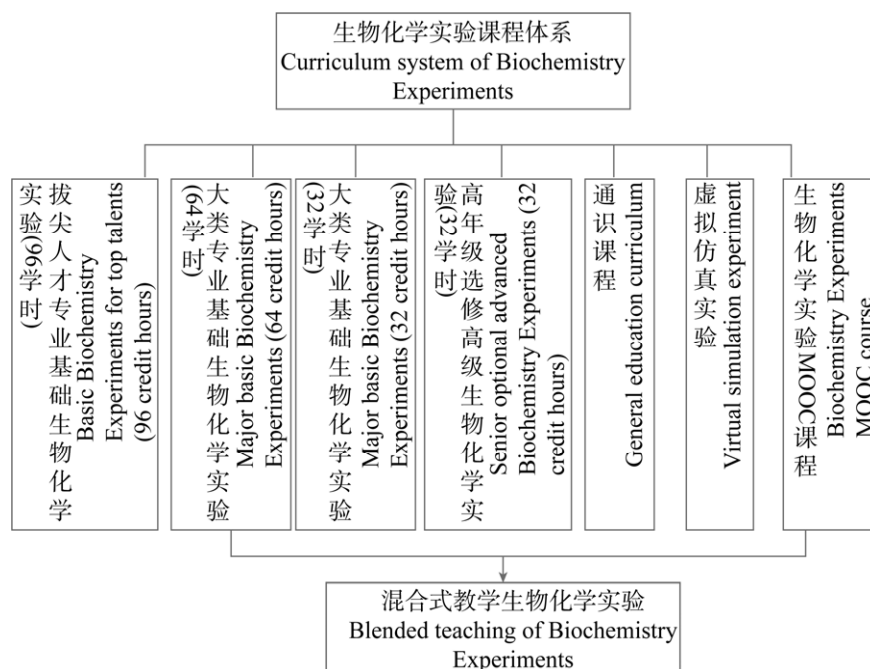 生物化学实验课程体系
Curriculum system of Biochemistry
Experiments
拔尖人才专业基础生物化学
实验(96学时)
Basic Biochemistry
Experiments for top talents
(96 credit hours)
大类专业基础生物化学实验
(64学时)
Major basic Biochemistry
Experiments (64 credit hours)
大类专业基础生物化学实验
(32学时)
Major basic Biochemistry
Experiments (32 credit hours)
高年级选修高级生物化学实
验(32学时)
Senior optional advanced
Biochemistry Experiments (32
credit hours)
通识课程
General education curriculum
虚拟仿真实验
Virtual simulation experiment
生物化学实验MOOC课程
Biochemistry Experiments
MOOC course
混合式教学生物化学实验
Blended teaching of Biochemistry
Experiments